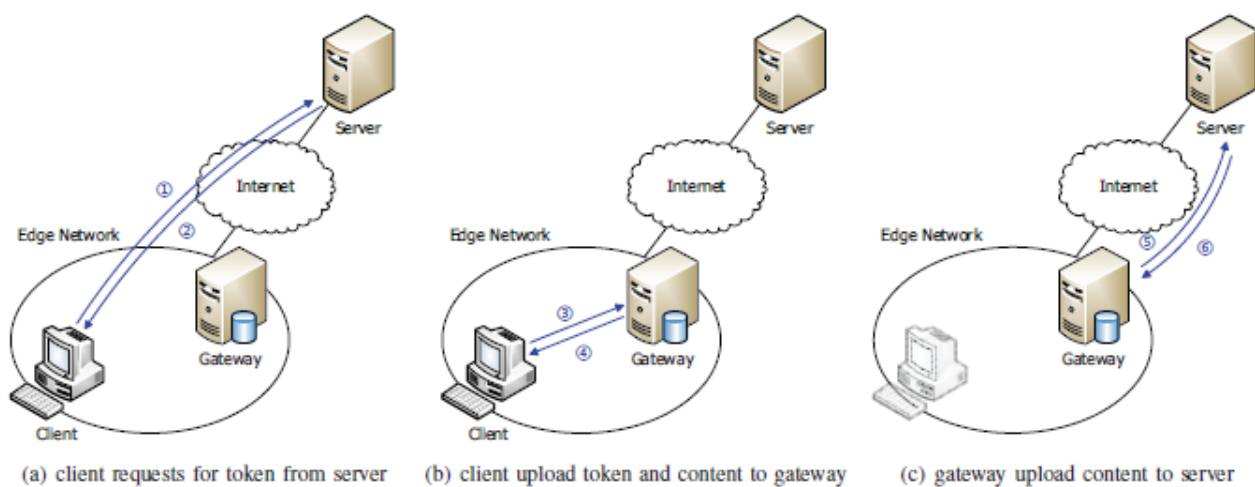 Server
Internet
①
②
Edge Network
Gateway
Client
(a) client requests for token from server
Server
Internet
Edge Network
③
④
Gateway
Client
(b) client upload token and content to gateway
Server
Internet
Edge Network
⑤
⑥
Gateway
(c) gateway upload content to server